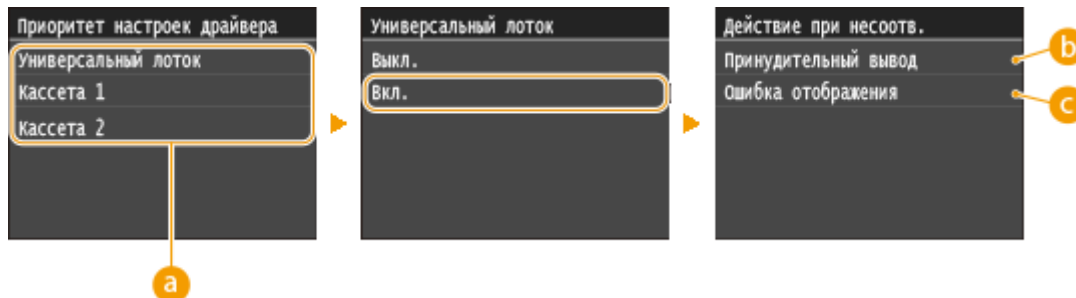 Приоритет настроек драйвера
Универсальный лоток
Кассета 1
Кассета 2
a
Универсальный лоток
Выкл.
Вкл.
Действие при несоотв.
Принудительный вывод
b
Ошибка отображения
c